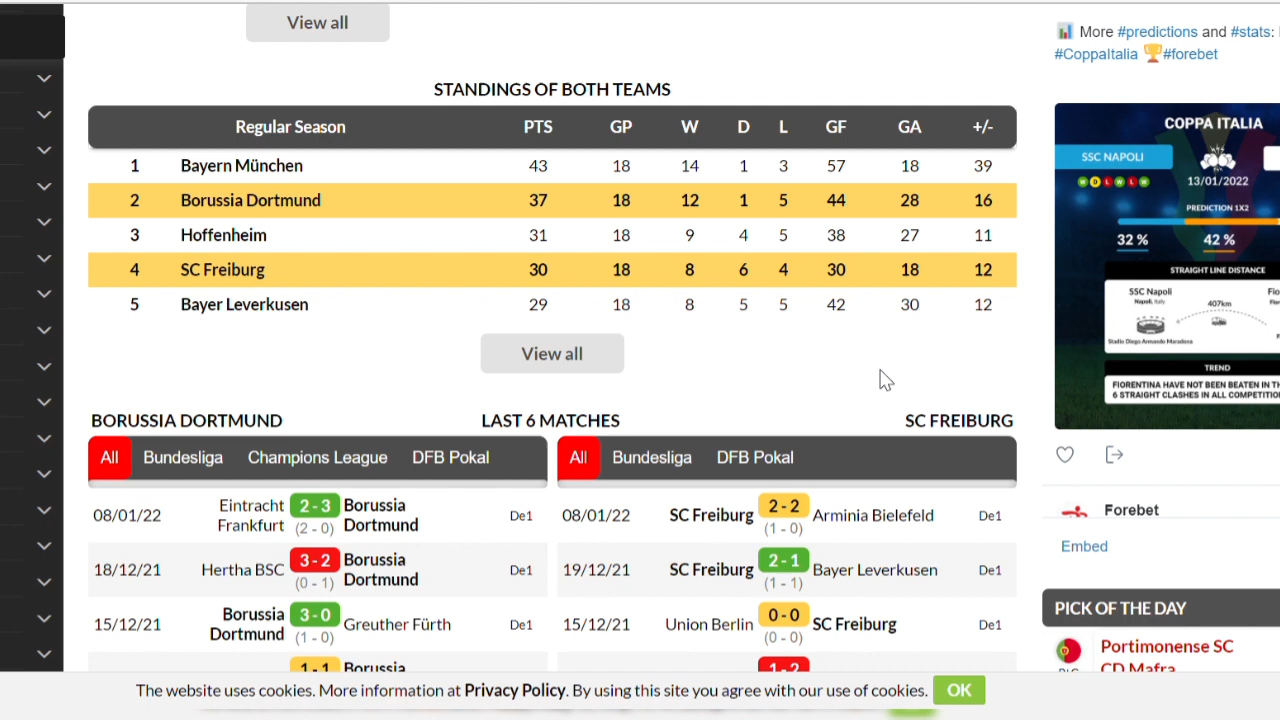 View all
More #predictions and #stats:
#CoppaItalia #forebet
STANDINGS OF BOTH TEAMS
Regular Season PTS GP W D L GF GA +/-
1 Bayern München 43 18 14 1 3 57 18 39
2 Borussia Dortmund 37 18 12 1 5 44 28 16
3 Hoffenheim 31 18 9 4 5 38 27 11
4 SC Freiburg 30 18 8 6 4 30 18 12
5 Bayer Leverkusen 29 18 8 5 5 42 30 12
View all
COPPA ITALIA
SSC NAPOLI
W D L W L W
13/01/2022
PREDICTION 1X2
32 % 42 %
STRAIGHT LINE DISTANCE
SSC Napoli
Napoli, Italy
407km
Stadio Diego Armando Maradona
TREND
FIORENTINA HAVE NOT BEEN BEATEN IN
6 STRAIGHT CLASHES IN ALL
BORUSSIA DORTMUND LAST 6 MATCHES SC FREIBURG
All Bundesliga Champions League DFB Pokal
All Bundesliga DFB Pokal
08/01/22 Eintracht Frankfurt 2 - 3 (2 - 0) Borussia Dortmund De1
18/12/21 Hertha BSC 3 - 2 (0 - 1) Borussia Dortmund De1
15/12/21 Borussia Dortmund 3 - 0 (1 - 0) Greuther Fürth De1
1 - 1 Borussia
08/01/22 SC Freiburg 2 - 2 (1 - 0) Arminia Bielefeld De1
19/12/21 SC Freiburg 2 - 1 (1 - 1) Bayer Leverkusen De1
15/12/21 Union Berlin 0 - 0 (0 - 0) SC Freiburg De1
1 - 2
Forebet
Embed
PICK OF THE DAY
Portimonense SC
CD Mafra
The website uses cookies. More information at Privacy Policy. By using this site you agree with our use of cookies. OK